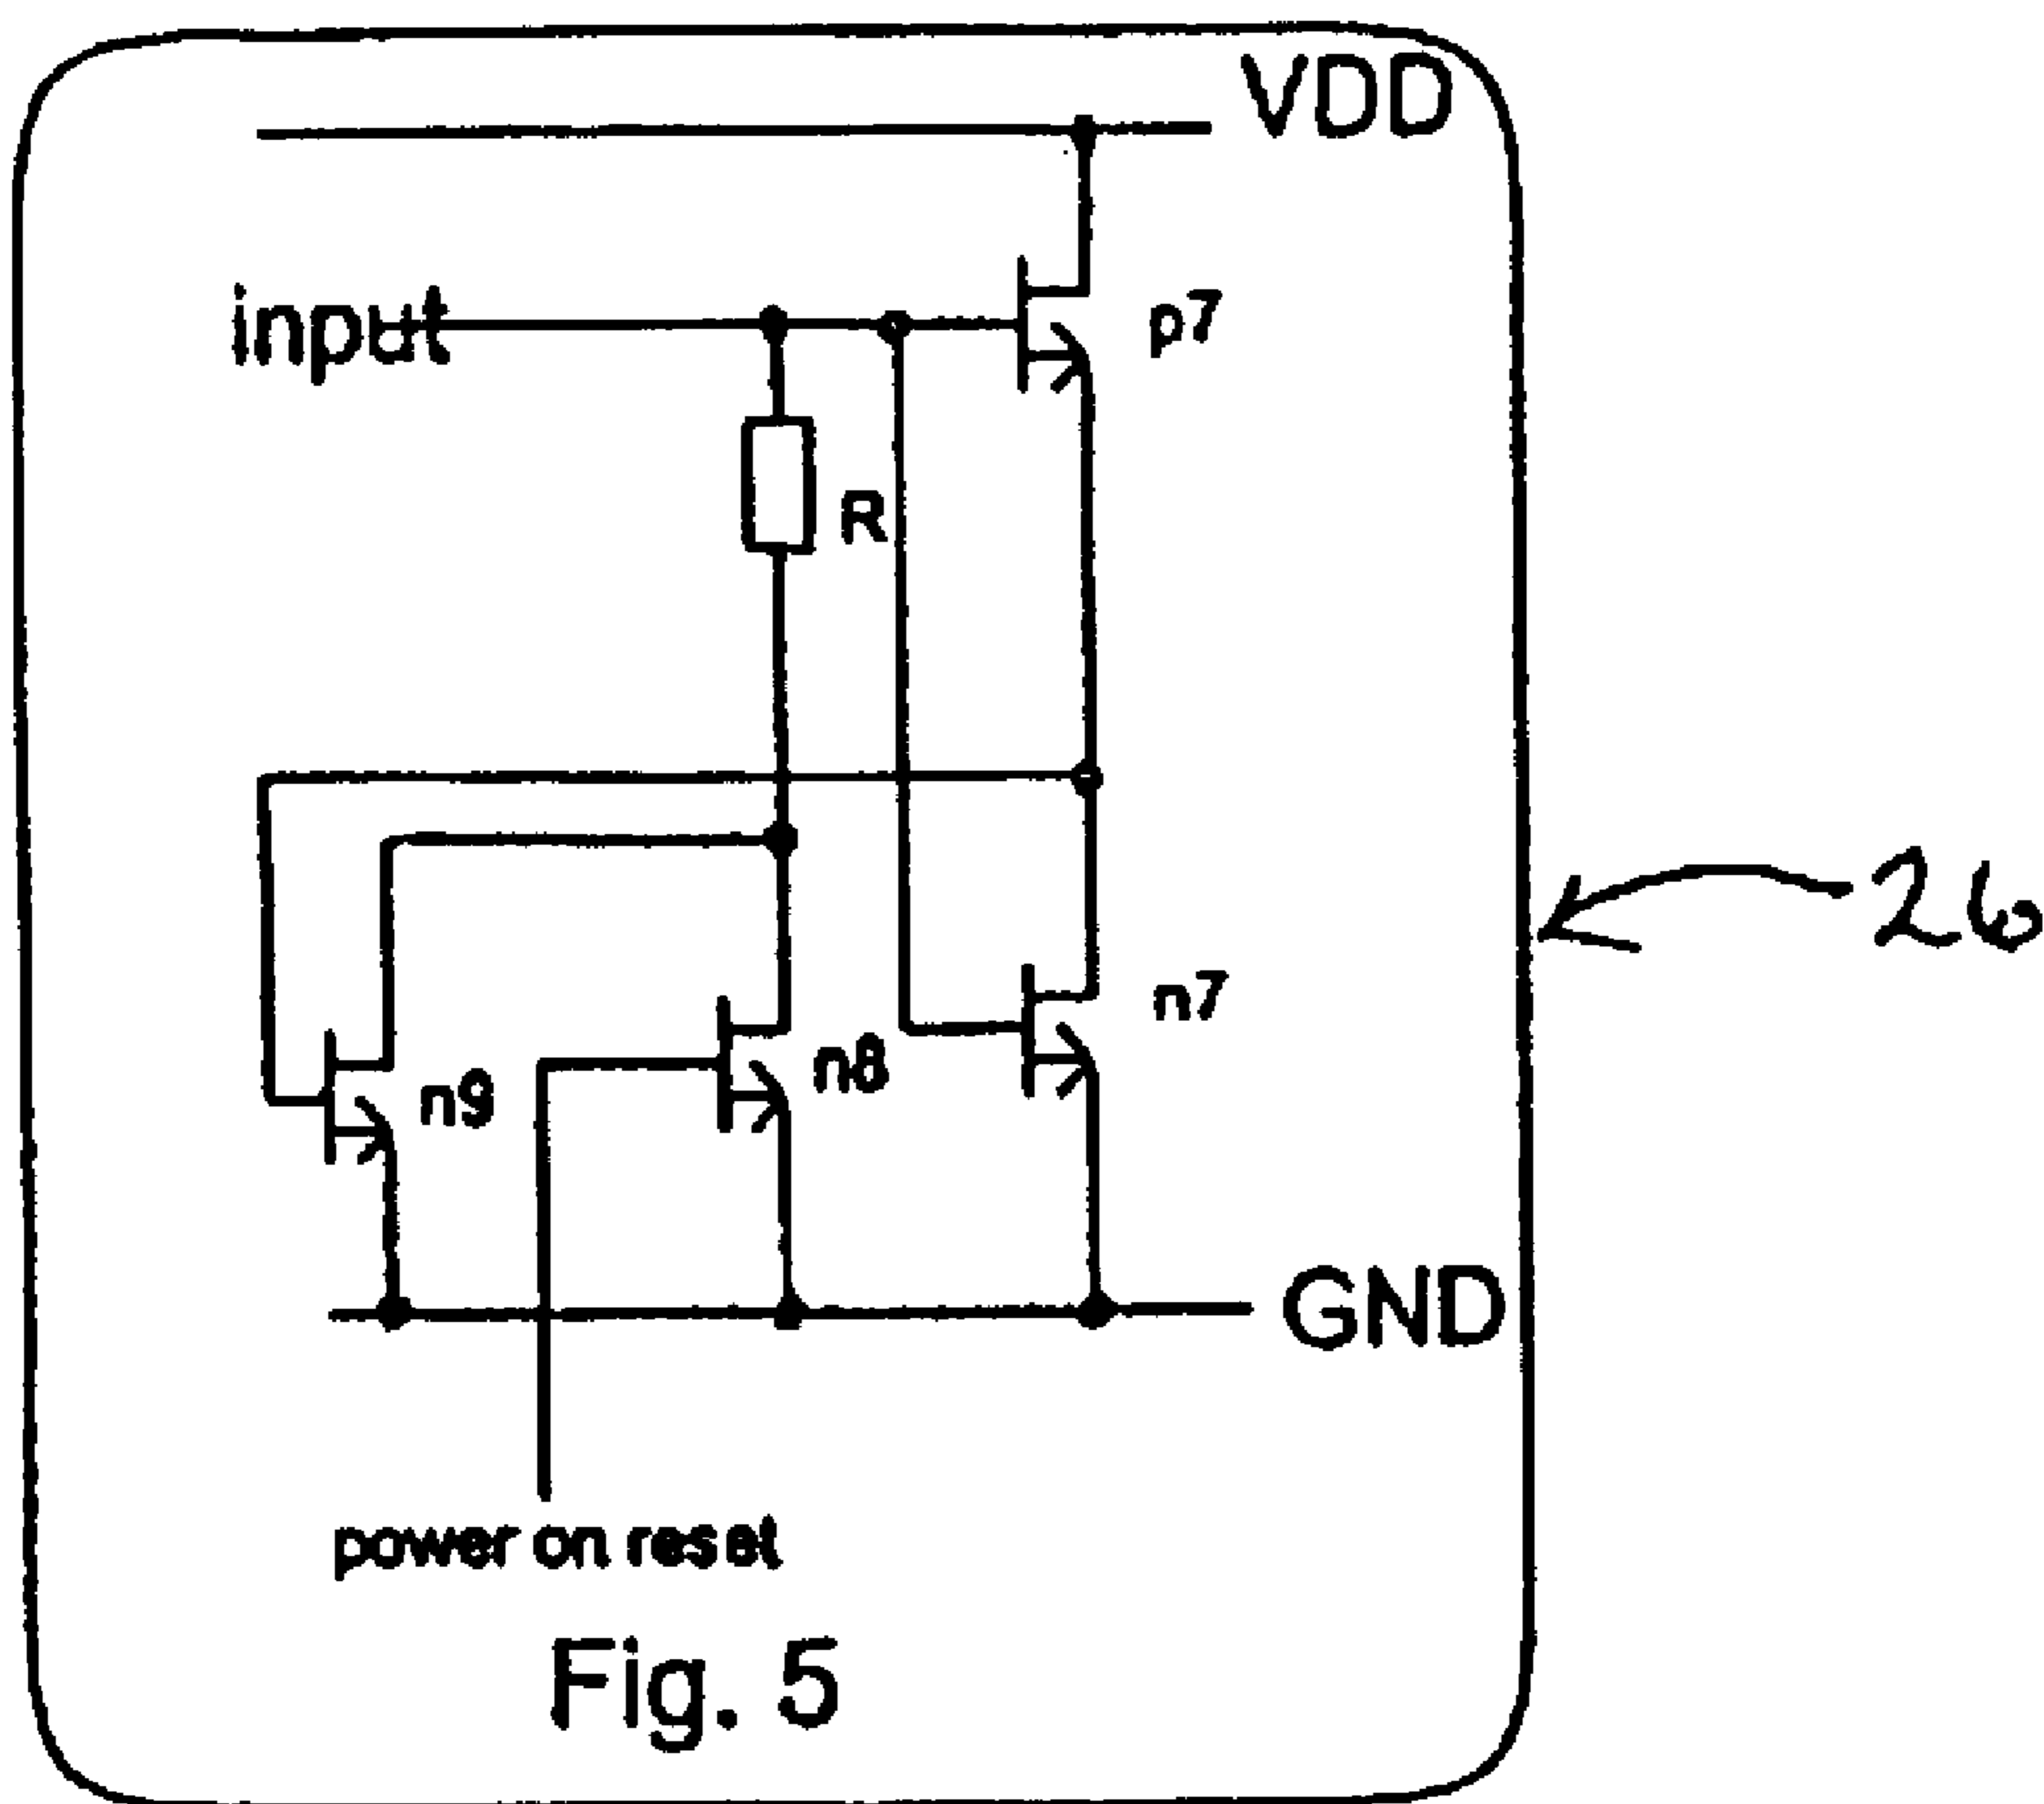 VDD
input
p7
R
26
n7
n8
n9
GND
power on reset
Fig. 5